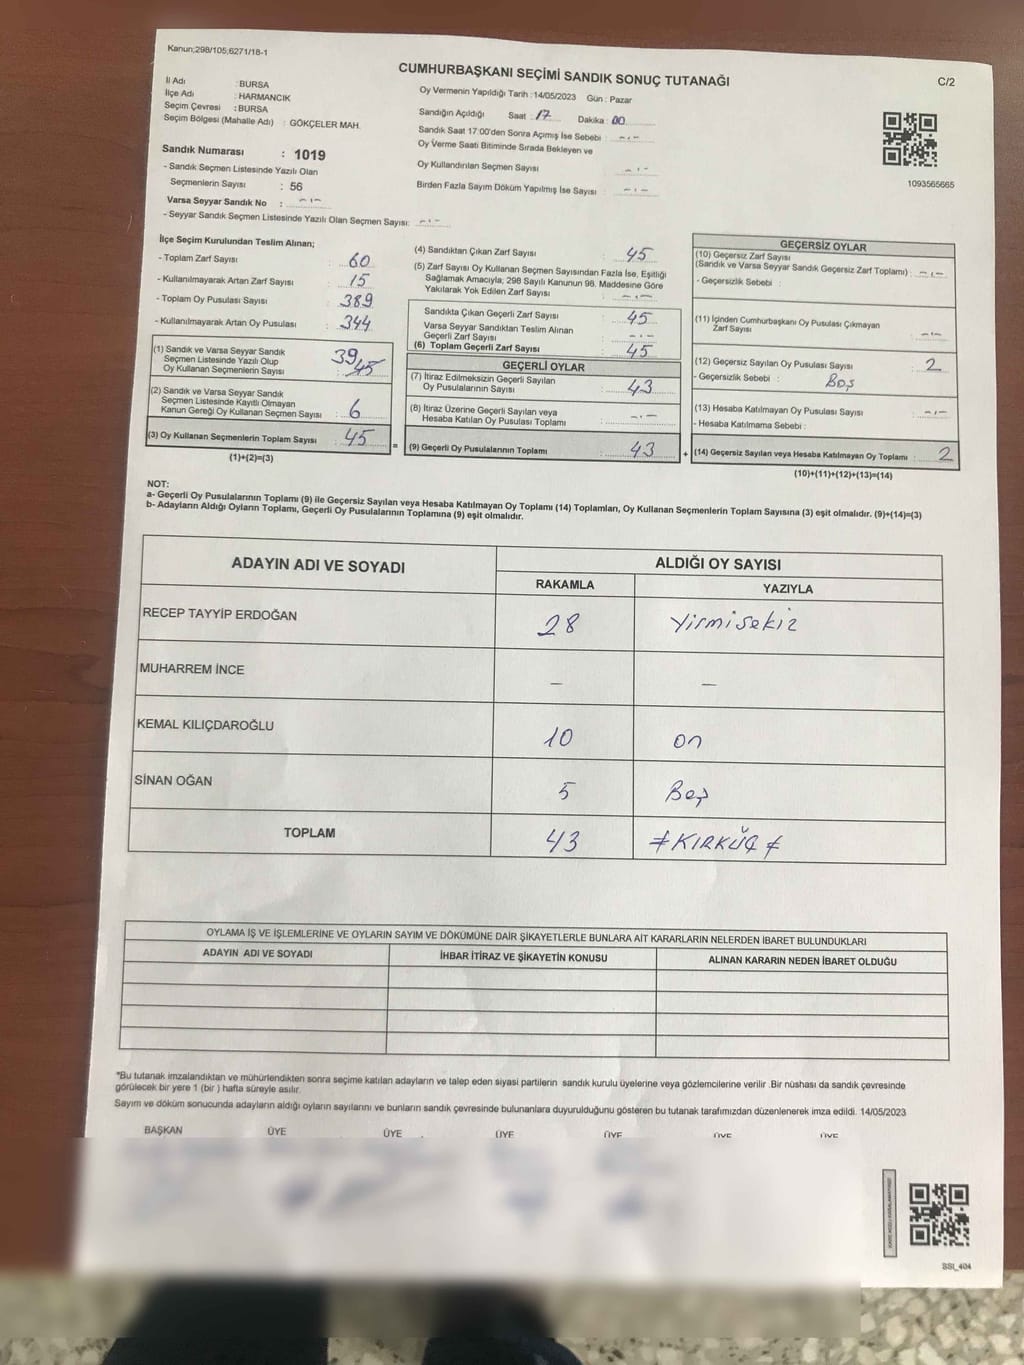 Kanun;298/105;6271/18-1
CUMHURBAŞKANI SEÇİMİ SANDIK SONUÇ TUTANAĞI
C/2
İl Adı : BURSA
İlçe Adı : HARMANCIK
Seçim Çevresi : BURSA
Seçim Bölgesi (Mahalle Adı) : GÖKÇELER MAH.
Sandık Numarası : 1019
- Sandık Seçmen Listesinde Yazılı Olan
Seçmenlerin Sayısı : 56
Varsa Seyyar Sandık No : - ı -
- Seyyar Sandık Seçmen Listesinde Yazılı Olan Seçmen Sayısı: - ı -
Oy Vermenin Yapıldığı Tarih :14/05/2023 Gün : Pazar
Sandığın Açıldığı Saat : 17 Dakika : 00
Sandık Saat 17:00'den Sonra Açımış İse Sebebi : - ı -
Oy Verme Saati Bitiminde Sırada Bekleyen ve
Oy Kullandırılan Seçmen Sayısı - ı -
Birden Fazla Sayım Döküm Yapılmış İse Sayısı : - ı -
1093565665
İlçe Seçim Kurulundan Teslim Alınan;
- Toplam Zarf Sayısı : 60
- Kullanılmayarak Artan Zarf Sayısı : 15
- Toplam Oy Pusulası Sayısı : 389
- Kullanılmayarak Artan Oy Pusulası : 344
(1) Sandık ve Varsa Seyyar Sandık
Seçmen Listesinde Yazılı Olup
Oy Kullanan Seçmenlerin Sayısı : 39 45
(2) Sandık ve Varsa Seyyar Sandık
Seçmen Listesinde Kayıtlı Olmayan
Kanun Gereği Oy Kullanan Seçmen Sayısı : 6
(3) Oy Kullanan Seçmenlerin Toplam Sayısı : 45
(1)+(2)=(3)
=
(4) Sandıktan Çıkan Zarf Sayısı : 45
(5) Zarf Sayısı Oy Kullanan Seçmen Sayısından Fazla İse, Eşitliği
Sağlamak Amacıyla; 298 Sayılı Kanunun 98. Maddesine Göre
Yakılarak Yok Edilen Zarf Sayısı : - ı -
Sandıkta Çıkan Geçerli Zarf Sayısı : 45
Varsa Seyyar Sandıktan Teslim Alınan
Geçerli Zarf Sayısı : - ı -
(6) Toplam Geçerli Zarf Sayısı : 45
GEÇERLİ OYLAR
(7) İtiraz Edilmeksizin Geçerli Sayılan
Oy Pusulalarının Sayısı : 43
(8) İtiraz Üzerine Geçerli Sayılan veya
Hesaba Katılan Oy Pusulası Toplamı : - ı -
(9) Geçerli Oy Pusulalarının Toplamı : 43
+
GEÇERSİZ OYLAR
(10) Geçersiz Zarf Sayısı
(Sandık ve Varsa Seyyar Sandık Geçersiz Zarf Toplamı) : - ı -
- Geçersizlik Sebebi :
(11) İçinden Cumhurbaşkanı Oy Pusulası Çıkmayan
Zarf Sayısı : - ı -
(12) Geçersiz Sayılan Oy Pusulası Sayısı : 2
- Geçersizlik Sebebi : Boş
(13) Hesaba Katılmayan Oy Pusulası Sayısı : - ı -
- Hesaba Katılmama Sebebi :
(14) Geçersiz Sayılan veya Hesaba Katılmayan Oy Toplamı : 2
(10)+(11)+(12)+(13)=(14)
NOT:
a- Geçerli Oy Pusulalarının Toplamı (9) ile Geçersiz Sayılan veya Hesaba Katılmayan Oy Toplamı (14) Toplamları, Oy Kullanan Seçmenlerin Toplam Sayısına (3) eşit olmalıdır. (9)+(14)=(3)
b- Adayların Aldığı Oyların Toplamı, Geçerli Oy Pusulalarının Toplamına (9) eşit olmalıdır.
ADAYIN ADI VE SOYADI
ALDIĞI OY SAYISI
RAKAMLA YAZIYLA
RECEP TAYYİP ERDOĞAN 28 Yirmisekiz
MUHARREM İNCE - -
KEMAL KILIÇDAROĞLU 10 On
SİNAN OĞAN 5 Beş
TOPLAM 43 ≠KIRKÜÇ≠
OYLAMA İŞ VE İŞLEMLERİNE VE OYLARIN SAYIM VE DÖKÜMÜNE DAİR ŞİKAYETLERLE BUNLARA AİT KARARLARIN NELERDEN İBARET BULUNDUKLARI
ADAYIN ADI VE SOYADI İHBAR İTİRAZ VE ŞİKAYETİN KONUSU ALINAN KARARIN NEDEN İBARET OLDUĞU
"Bu tutanak imzalandıktan ve mühürlendikten sonra seçime katılan adayların ve talep eden siyasi partilerin sandık kurulu üyelerine veya gözlemcilerine verilir .Bir nüshası da sandık çevresinde
görülecek bir yere 1 (bir ) hafta süreyle asılır.
Sayım ve döküm sonucunda adayların aldığı oyların sayılarını ve bunların sandık çevresinde bulunanlara duyurulduğunu gösteren bu tutanak tarafımızdan düzenlenerek imza edildi. 14/05/2023
BAŞKAN ÜYE ÜYE ÜYE ÜYE ÜYE ÜYE
SSI_404